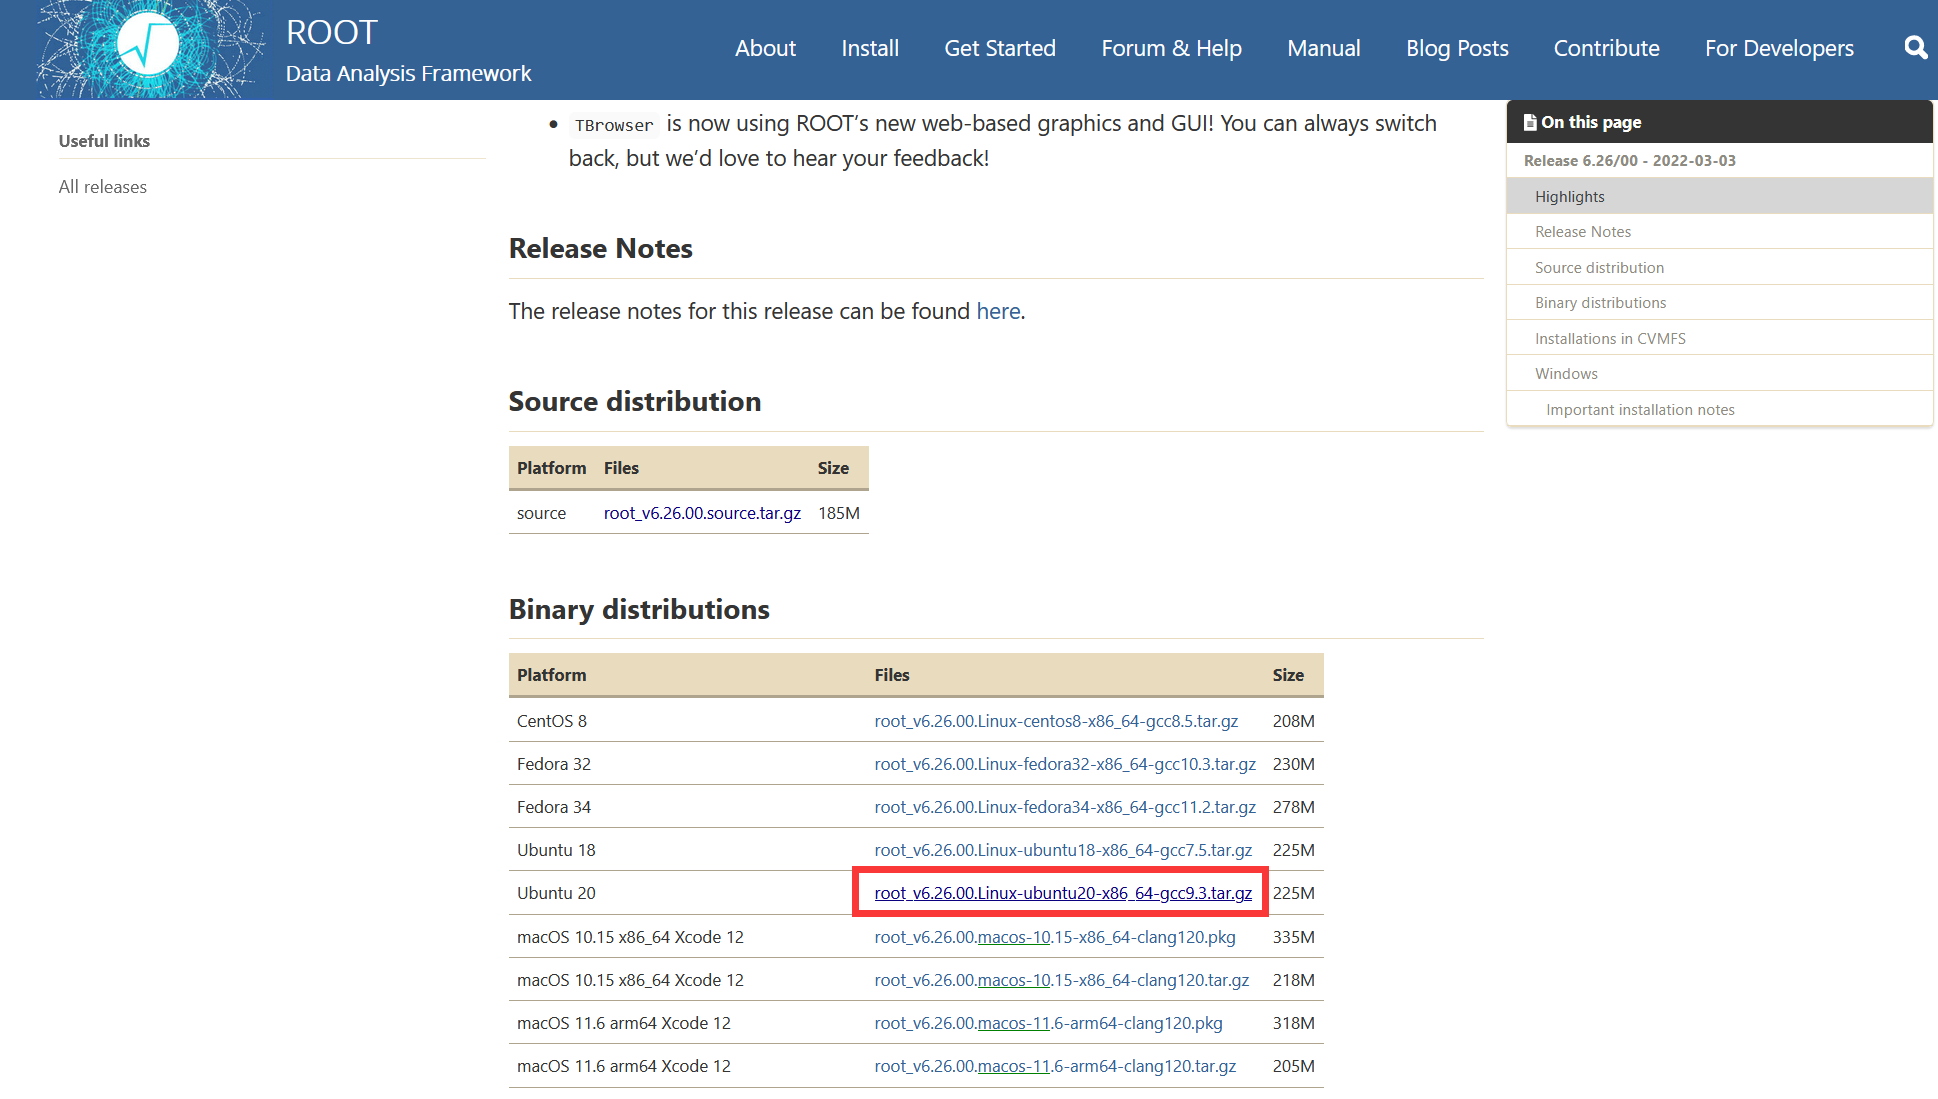 ROOT
Data Analysis Framework
About Install Get Started Forum & Help Manual Blog Posts Contribute For Developers
Useful links
All releases
TBrowser is now using ROOT’s new web-based graphics and GUI! You can always switch
back, but we’d love to hear your feedback!
Release Notes
The release notes for this release can be found here.
Source distribution
Platform Files Size
source root_v6.26.00.source.tar.gz 185M
Binary distributions
Platform Files Size
CentOS 8 root_v6.26.00.Linux-centos8-x86_64-gcc8.5.tar.gz 208M
Fedora 32 root_v6.26.00.Linux-fedora32-x86_64-gcc10.3.tar.gz 230M
Fedora 34 root_v6.26.00.Linux-fedora34-x86_64-gcc11.2.tar.gz 278M
Ubuntu 18 root_v6.26.00.Linux-ubuntu18-x86_64-gcc7.5.tar.gz 225M
Ubuntu 20 root_v6.26.00.Linux-ubuntu20-x86_64-gcc9.3.tar.gz 225M
macOS 10.15 x86_64 Xcode 12 root_v6.26.00.macos-10.15-x86_64-clang120.pkg 335M
macOS 10.15 x86_64 Xcode 12 root_v6.26.00.macos-10.15-x86_64-clang120.tar.gz 218M
macOS 11.6 arm64 Xcode 12 root_v6.26.00.macos-11.6-arm64-clang120.pkg 318M
macOS 11.6 arm64 Xcode 12 root_v6.26.00.macos-11.6-arm64-clang120.tar.gz 205M
On this page
Release 6.26/00 - 2022-03-03
Highlights
Release Notes
Source distribution
Binary distributions
Installations in CVMFS
Windows
Important installation notes